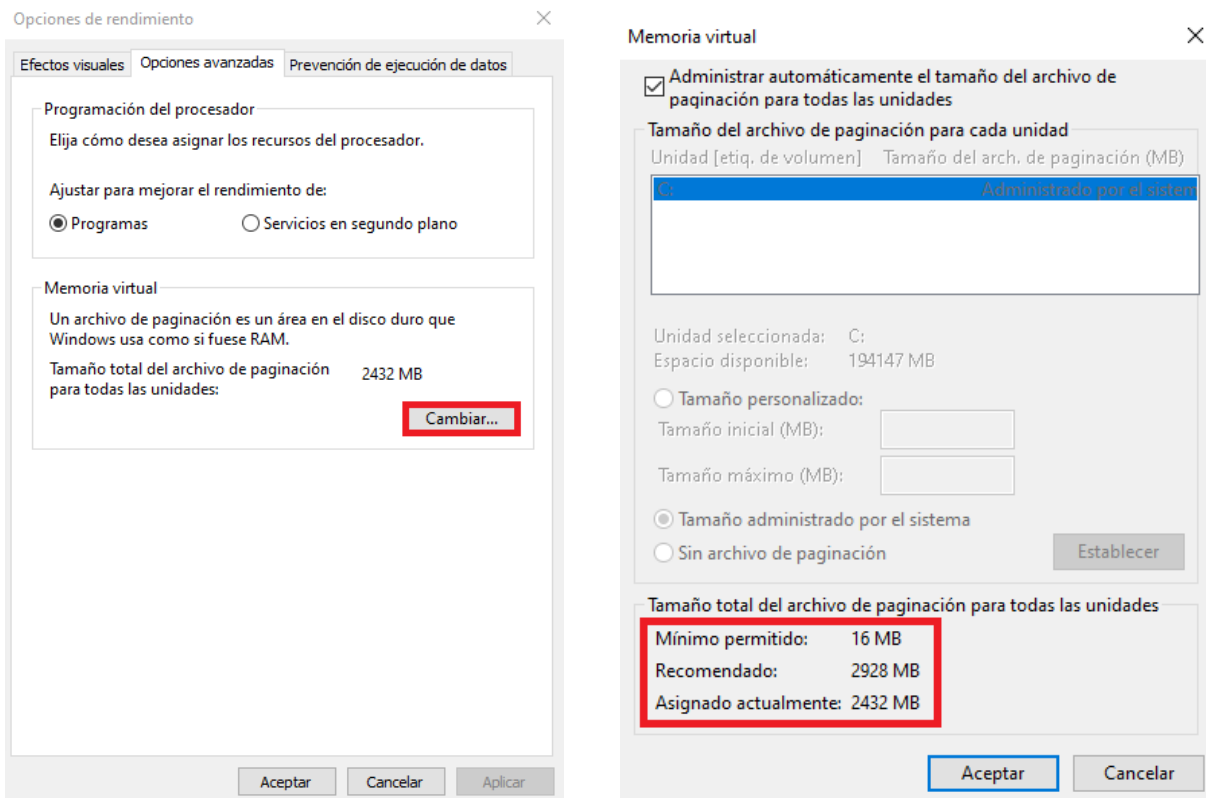 Opciones de rendimiento
Efectos visuales
Opciones avanzadas
Prevención de ejecución de datos
Programación del procesador
Elija cómo desea asignar los recursos del procesador.
Ajustar para mejorar el rendimiento de:
Programas
Servicios en segundo plano
Memoria virtual
Un archivo de paginación es un área en el disco duro que
Windows usa como si fuese RAM.
Tamaño total del archivo de paginación
para todas las unidades:
2432 MB
Cambiar...
Aceptar
Cancelar
Aplicar
Memoria virtual
Administrar automáticamente el tamaño del archivo de
paginación para todas las unidades
Tamaño del archivo de paginación para cada unidad
Unidad [etiq. de volumen]
Tamaño del arch. de paginación (MB)
C:
Administrado por el sistem
Unidad seleccionada:
C:
Espacio disponible:
194147 MB
Tamaño personalizado:
Tamaño inicial (MB):
Tamaño máximo (MB):
Tamaño administrado por el sistema
Sin archivo de paginación
Establecer
Tamaño total del archivo de paginación para todas las unidades
Mínimo permitido:
16 MB
Recomendado:
2928 MB
Asignado actualmente:
2432 MB
Aceptar
Cancelar